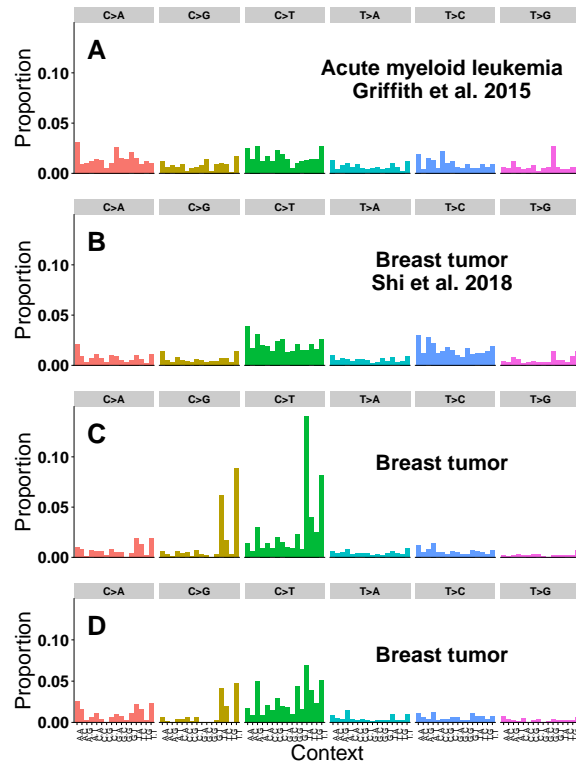 C>A C>G C>T T>A T>C T>G
A
Acute myeloid leukemia
Griffith et al. 2015
Proportion
0.10
0.05
0.00
C>A C>G C>T T>A T>C T>G
B
Breast tumor
Shi et al. 2018
Proportion
0.10
0.05
0.00
C>A C>G C>T T>A T>C T>G
C
Breast tumor
Proportion
0.10
0.05
0.00
C>A C>G C>T T>A T>C T>G
D
Breast tumor
Proportion
0.10
0.05
0.00
Context